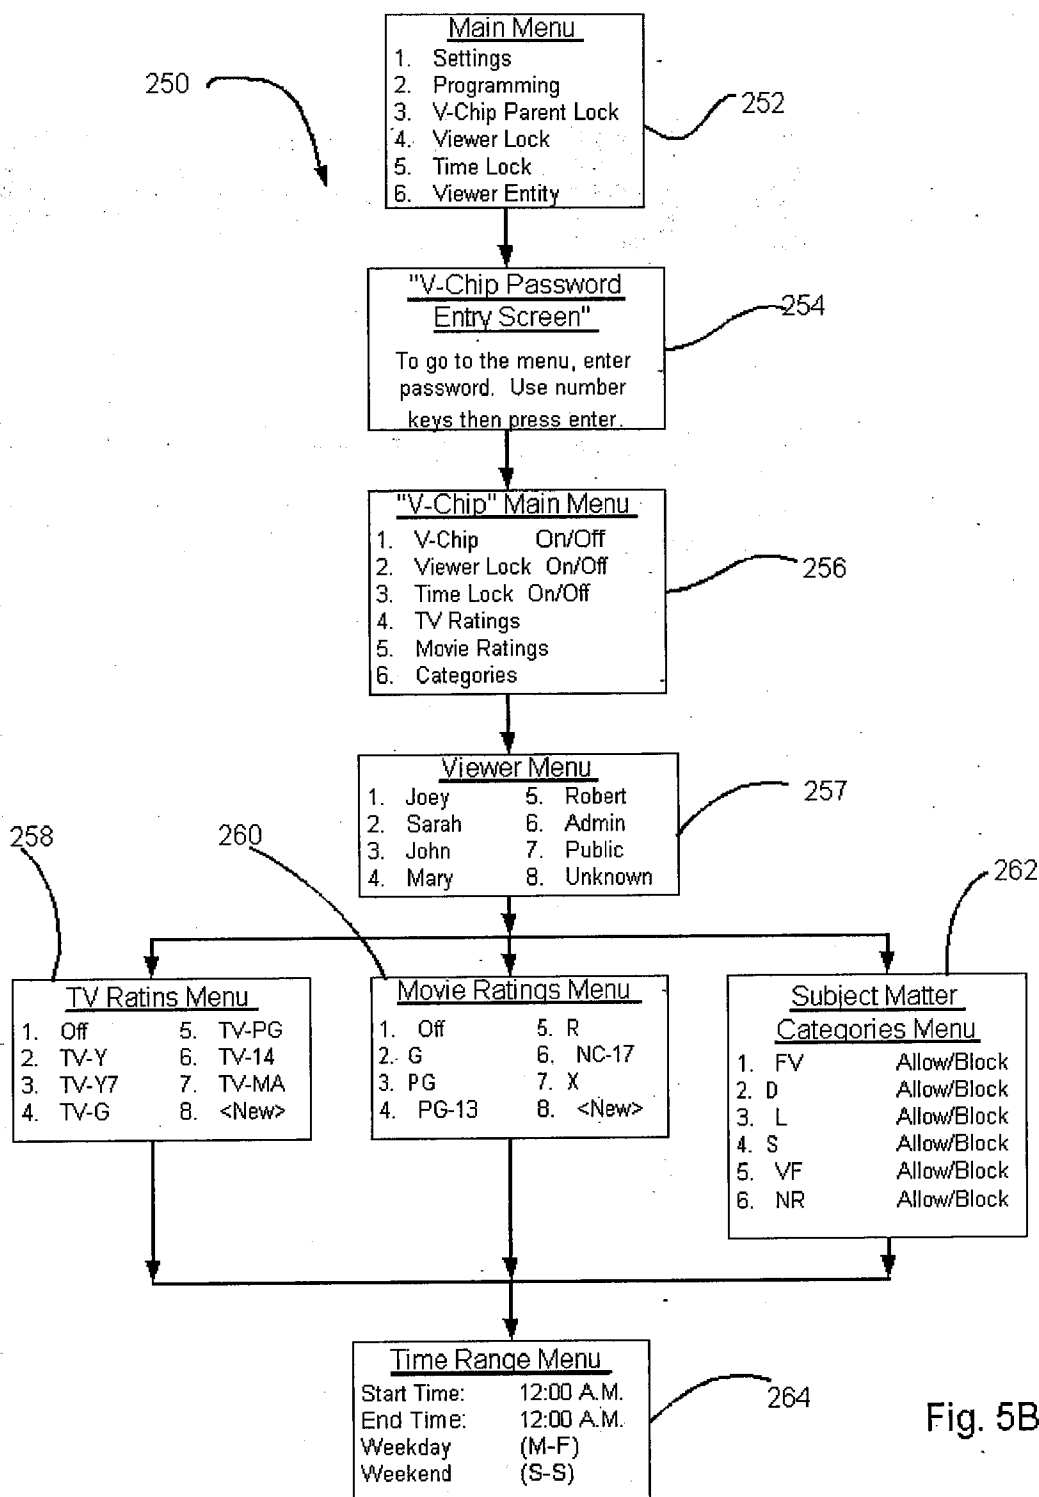 Main Menu
1. Settings
2. Programming
3. V-Chip Parent Lock
4. Viewer Lock
5. Time Lock
6. Viewer Entity
250
252
"V-Chip Password
Entry Screen"
To go to the menu, enter
password. Use number
keys then press enter.
254
"V-Chip" Main Menu
1. V-Chip On/Off
2. Viewer Lock On/Off
3. Time Lock On/Off
4. TV Ratings
5. Movie Ratings
6. Categories
256
Viewer Menu
1. Joey 5. Robert
2. Sarah 6. Admin
3. John 7. Public
4. Mary 8. Unknown
257
258
260
262
TV Ratins Menu
1. Off 5. TV-PG
2. TV-Y 6. TV-14
3. TV-Y7 7. TV-MA
4. TV-G 8. <New>
Movie Ratings Menu
1. Off 5. R
2. G 6. NC-17
3. PG 7. X
4. PG-13 8. <New>
Subject Matter
Categories Menu
1. FV Allow/Block
2. D Allow/Block
3. L Allow/Block
4. S Allow/Block
5. VF Allow/Block
6. NR Allow/Block
Time Range Menu
Start Time: 12:00 A.M.
End Time: 12:00 A.M.
Weekday (M-F)
Weekend (S-S)
264
Fig. 5B